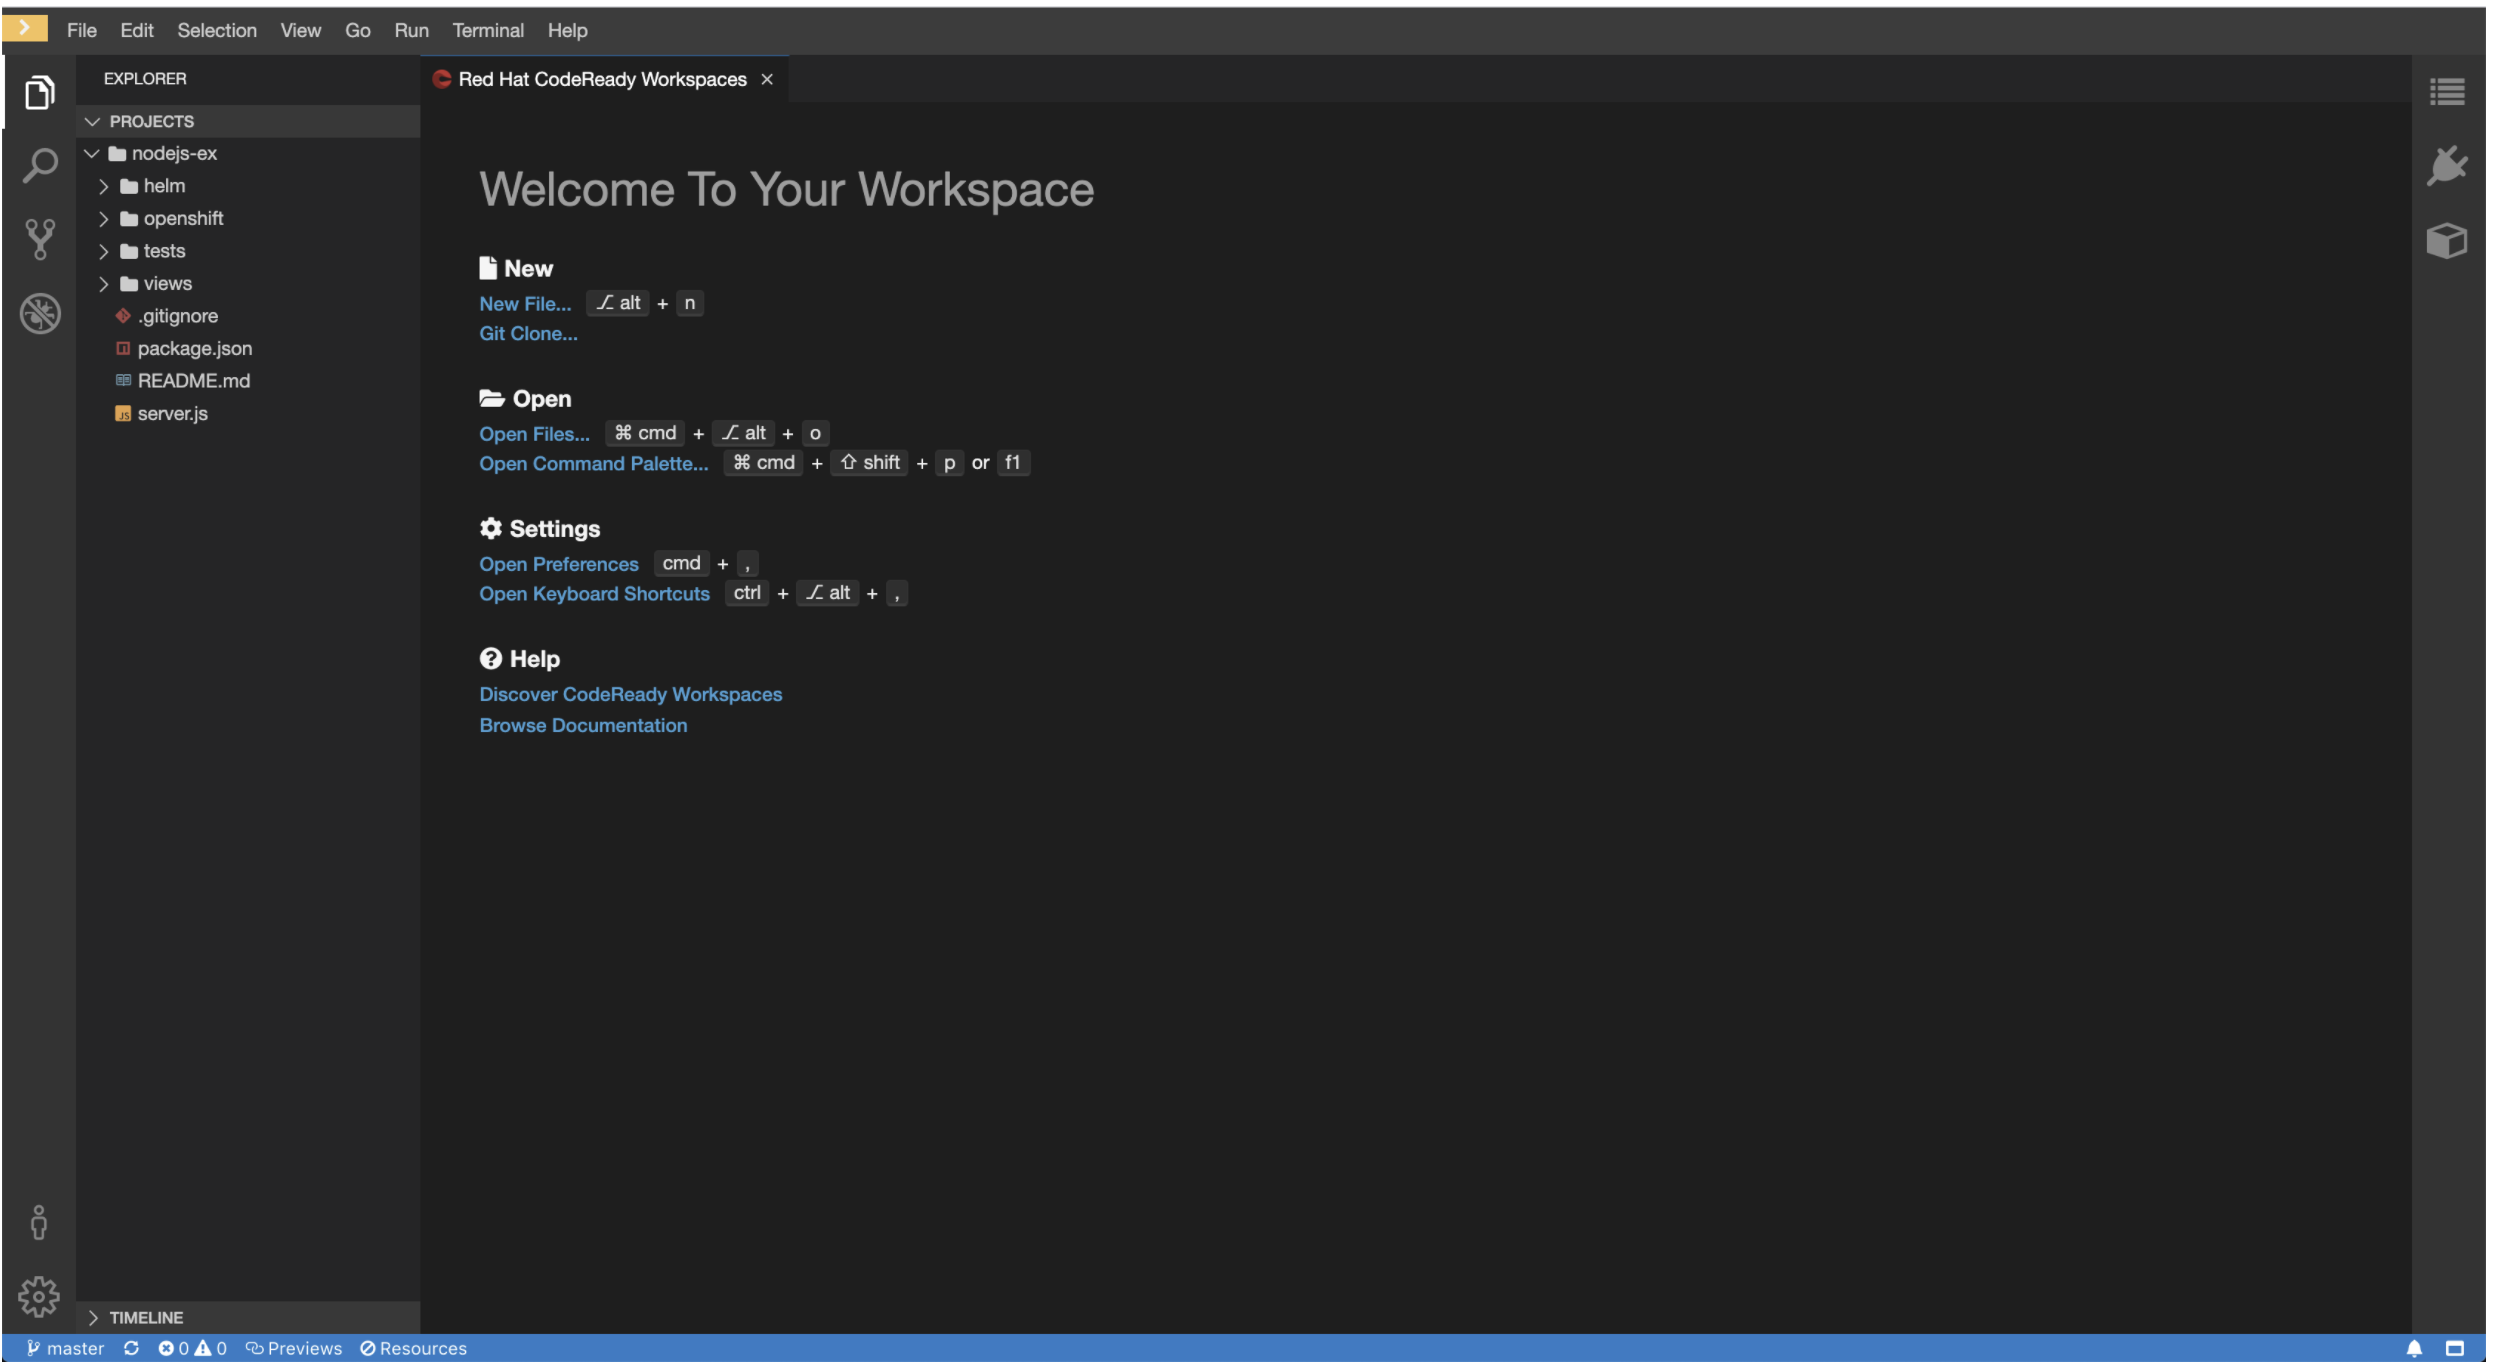 File Edit Selection View Go Run Terminal Help
EXPLORER
PROJECTS
nodejs-ex
helm
openshift
tests
views
.gitignore
package.json
README.md
JS server.js
TIMELINE
Red Hat CodeReady Workspaces
Welcome To Your Workspace
New
New File... alt + n
Git Clone...
Open
Open Files... ⌘ cmd + alt + o
Open Command Palette... ⌘ cmd + ⇧ shift + p or f1
Settings
Open Preferences cmd + ,
Open Keyboard Shortcuts ctrl + alt + ,
Help
Discover CodeReady Workspaces
Browse Documentation
master 0 0 Previews Resources